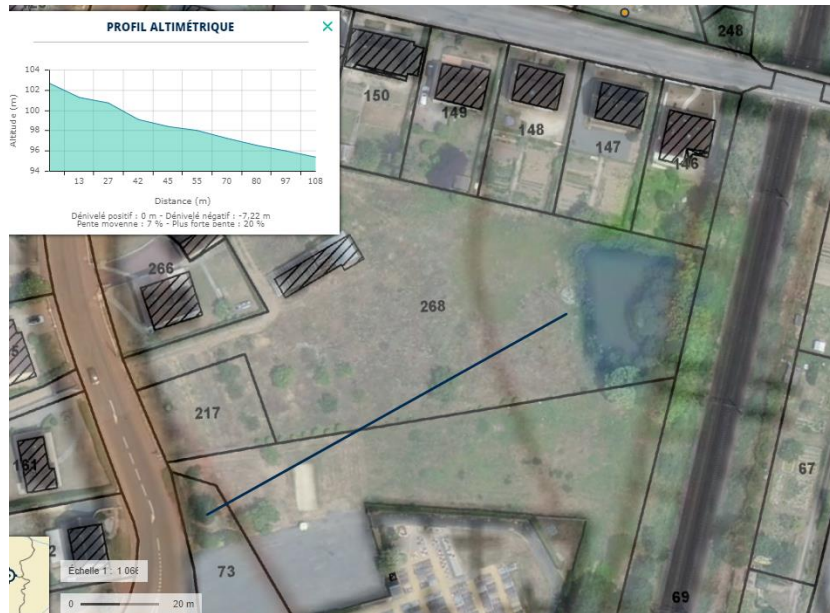 PROFIL ALTIMÉTRIQUE
104
102
100
98
96
94
Altitude (m)
13 27 42 45 55 70 80 97 108
Distance (m)
Dénivelé positif : 0 m - Dénivelé négatif : -7,22 m
Pente moyenne : 7 % - Plus forte pente : 20 %
248
150
149
148
147
146
266
268
217
161
67
73
Échelle 1 : 1 066
0 20 m
69